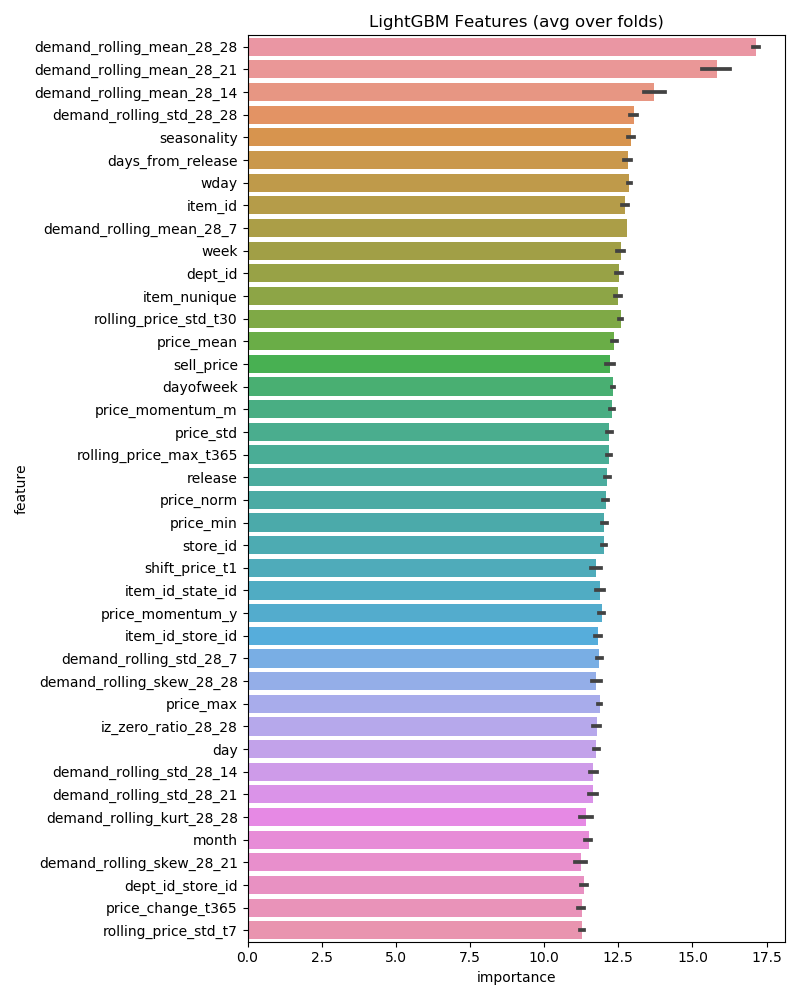 LightGBM Features (avg over folds)
demand_rolling_mean_28_28
demand_rolling_mean_28_21
demand_rolling_mean_28_14
demand_rolling_std_28_28
seasonality
days_from_release
wday
item_id
demand_rolling_mean_28_7
week
dept_id
item_nunique
rolling_price_std_t30
price_mean
sell_price
dayofweek
price_momentum_m
price_std
rolling_price_max_t365
release
price_norm
price_min
store_id
shift_price_t1
item_id_state_id
price_momentum_y
item_id_store_id
demand_rolling_std_28_7
demand_rolling_skew_28_28
price_max
iz_zero_ratio_28_28
day
demand_rolling_std_28_14
demand_rolling_std_28_21
demand_rolling_kurt_28_28
month
demand_rolling_skew_28_21
dept_id_store_id
price_change_t365
rolling_price_std_t7
feature
0.0 2.5 5.0 7.5 10.0 12.5 15.0 17.5
importance